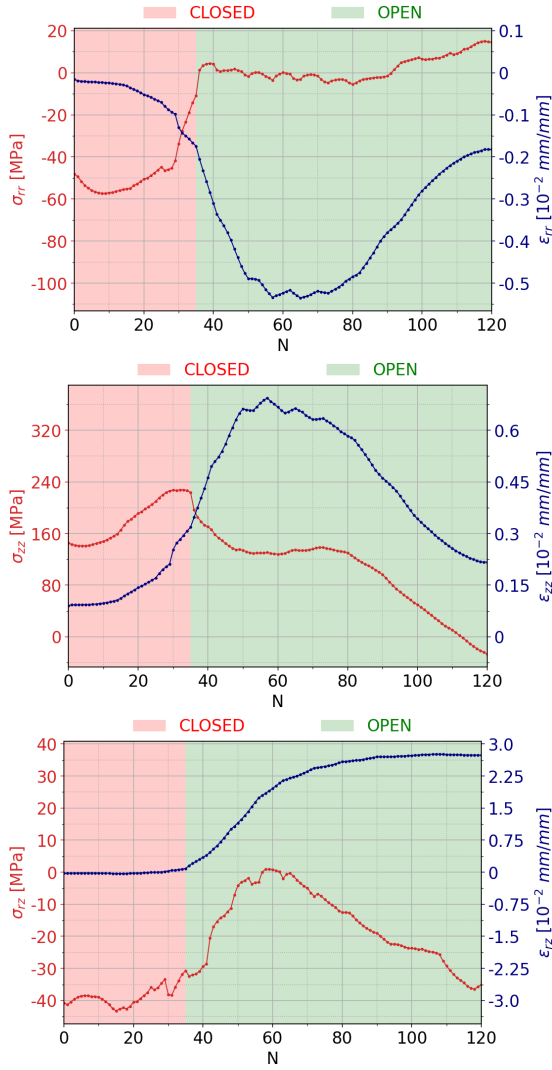 CLOSED OPEN
20 0.1
0 0
-20 -0.1
-40 -0.2
-60 -0.3
-80 -0.4
-100 -0.5
σrr [MPa]
εrr [10⁻² mm/mm]
0 20 40 60 80 100 120
N
CLOSED OPEN
320 0.6
240 0.45
160 0.3
80 0.15
0 0
σzz [MPa]
εzz [10⁻² mm/mm]
0 20 40 60 80 100 120
N
CLOSED OPEN
40 3.0
30 2.25
20 1.5
10 0.75
0 0
-10 -0.75
-20 -1.5
-30 -2.25
-40 -3.0
σrz [MPa]
εrz [10⁻² mm/mm]
0 20 40 60 80 100 120
N